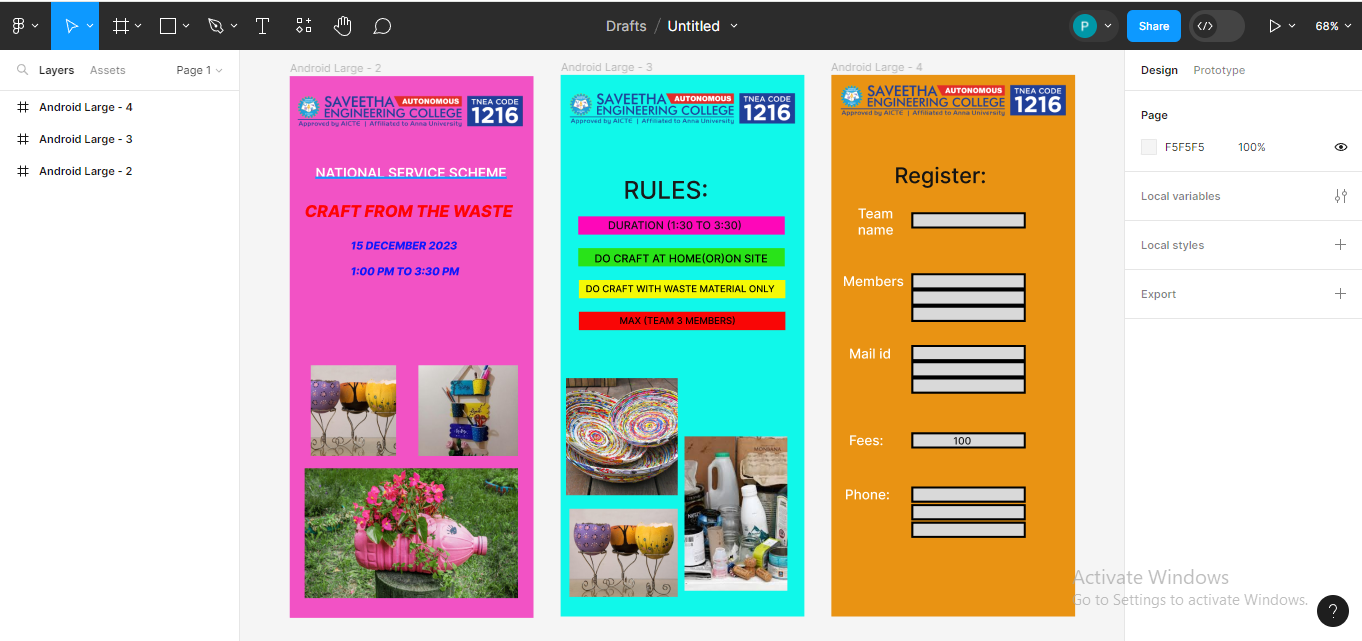 Drafts / Untitled
P
Share
68%
Layers
Assets
Page 1
Android Large - 4
Android Large - 3
Android Large - 2
Android Large - 2
SAVEETHA AUTONOMOUS
ENGINEERING COLLEGE
Approved by AICTE | Affiliated to Anna University
TNEA CODE
1216
NATIONAL SERVICE SCHEME
CRAFT FROM THE WASTE
15 DECEMBER 2023
1:00 PM TO 3:30 PM
Android Large - 3
SAVEETHA AUTONOMOUS
ENGINEERING COLLEGE
Approved by AICTE | Affiliated to Anna University
TNEA CODE
1216
RULES:
DURATION (1:30 TO 3:30)
DO CRAFT AT HOME(OR)ON SITE
DO CRAFT WITH WASTE MATERIAL ONLY
MAX (TEAM 3 MEMBERS)
Android Large - 4
SAVEETHA AUTONOMOUS
ENGINEERING COLLEGE
Approved by AICTE | Affiliated to Anna University
TNEA CODE
1216
Register:
Team
name
Members
Mail id
Fees:
100
Phone:
Design
Prototype
Page
F5F5F5
100%
Local variables
Local styles
Export
Activate Windows
Go to Settings to activate Windows.
?